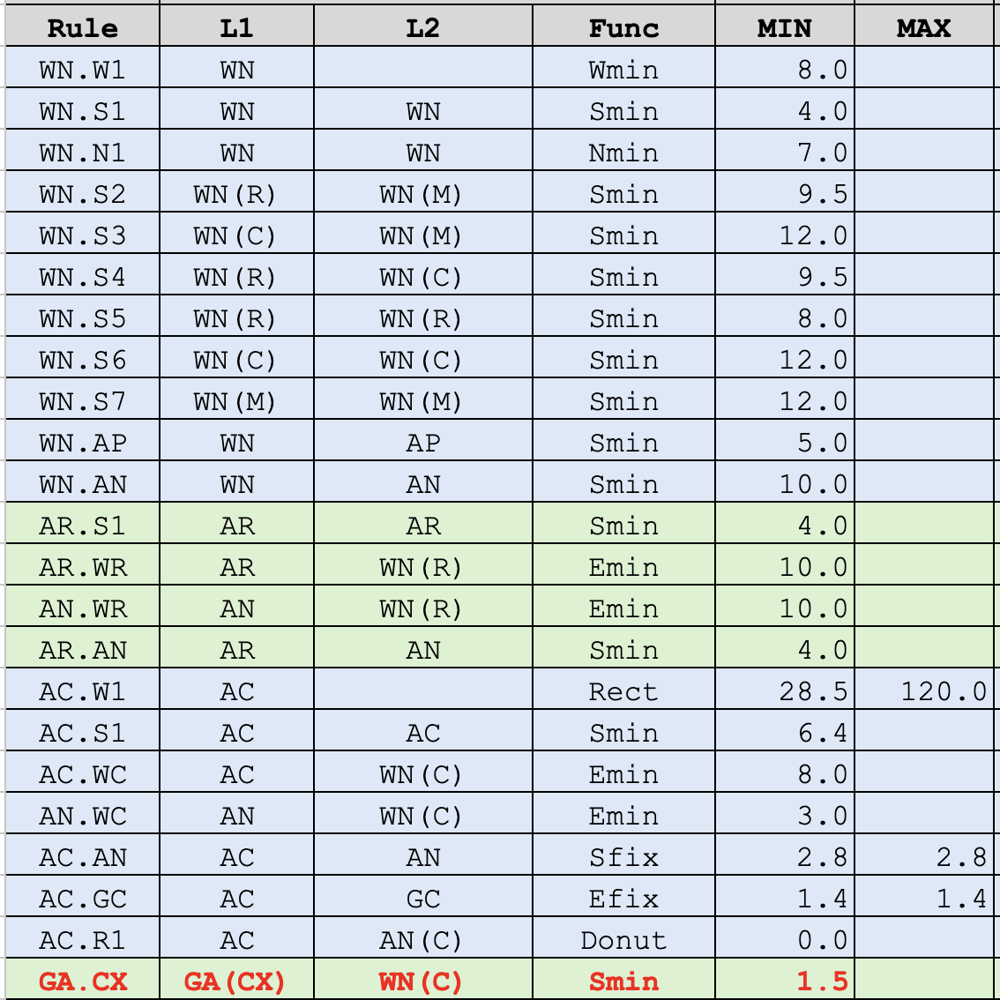 Rule L1 L2 Func MIN MAX
WN.W1 WN Wmin 8.0
WN.S1 WN WN Smin 4.0
WN.N1 WN WN Nmin 7.0
WN.S2 WN(R) WN(M) Smin 9.5
WN.S3 WN(C) WN(M) Smin 12.0
WN.S4 WN(R) WN(C) Smin 9.5
WN.S5 WN(R) WN(R) Smin 8.0
WN.S6 WN(C) WN(C) Smin 12.0
WN.S7 WN(M) WN(M) Smin 12.0
WN.AP WN AP Smin 5.0
WN.AN WN AN Smin 10.0
AR.S1 AR AR Smin 4.0
AR.WR AR WN(R) Emin 10.0
AN.WR AN WN(R) Emin 10.0
AR.AN AR AN Smin 4.0
AC.W1 AC Rect 28.5 120.0
AC.S1 AC AC Smin 6.4
AC.WC AC WN(C) Emin 8.0
AN.WC AN WN(C) Emin 3.0
AC.AN AC AN Sfix 2.8 2.8
AC.GC AC GC Efix 1.4 1.4
AC.R1 AC AN(C) Donut 0.0
GA.CX GA(CX) WN(C) Smin 1.5